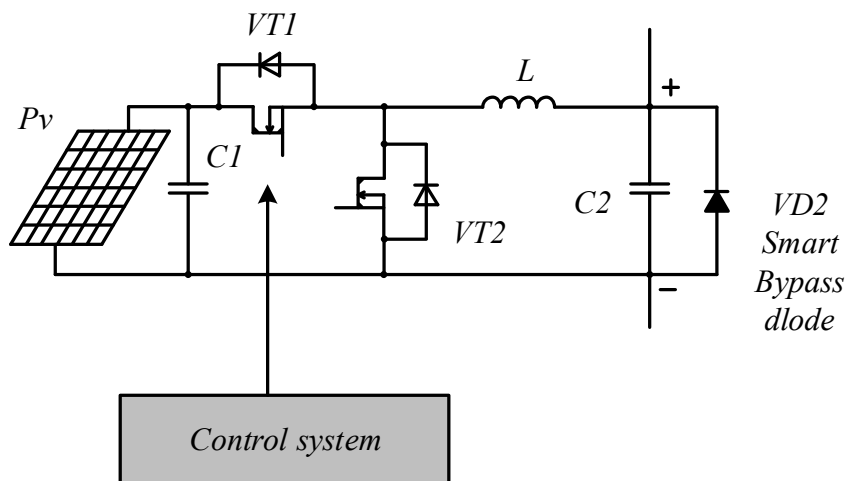 VT1
L
+
Pv
C1
C2
VT2
VD2
Smart
Bypass
dlode
−
Control system